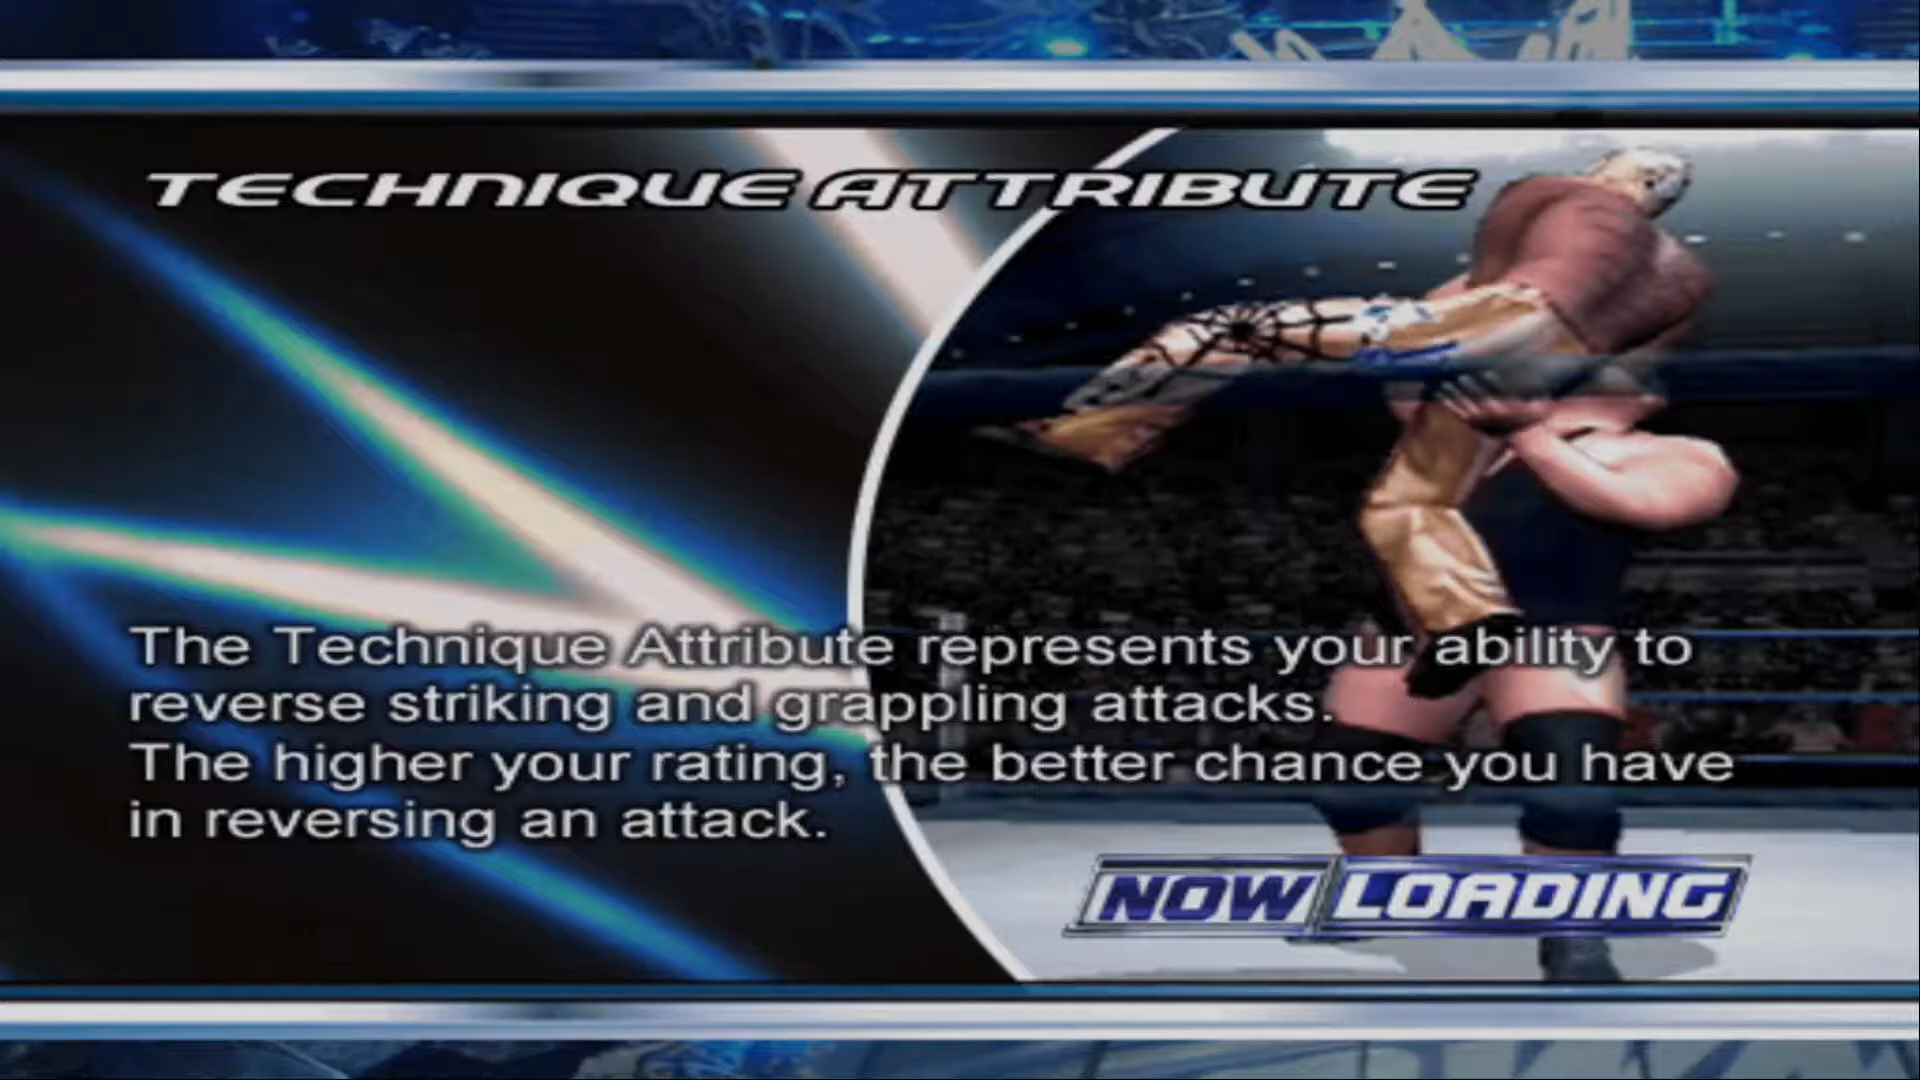 TECHNIQUE ATTRIBUTE
The Technique Attribute represents your ability to
reverse striking and grappling attacks.
The higher your rating, the better chance you have
in reversing an attack.
NOW LOADING